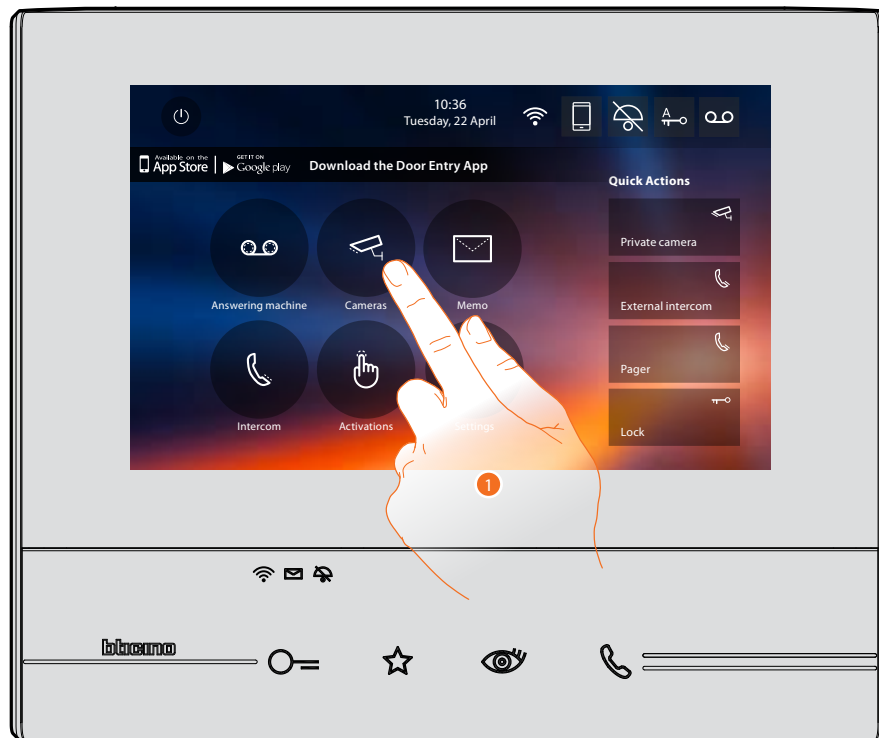 10:36
Tuesday, 22 April
A
Available on the
App Store
GET IT ON
Google play
Download the Door Entry App
Quick Actions
Private camera
External intercom
Pager
Lock
Answering machine
Cameras
Memo
Intercom
Activations
Settings
1
bticino